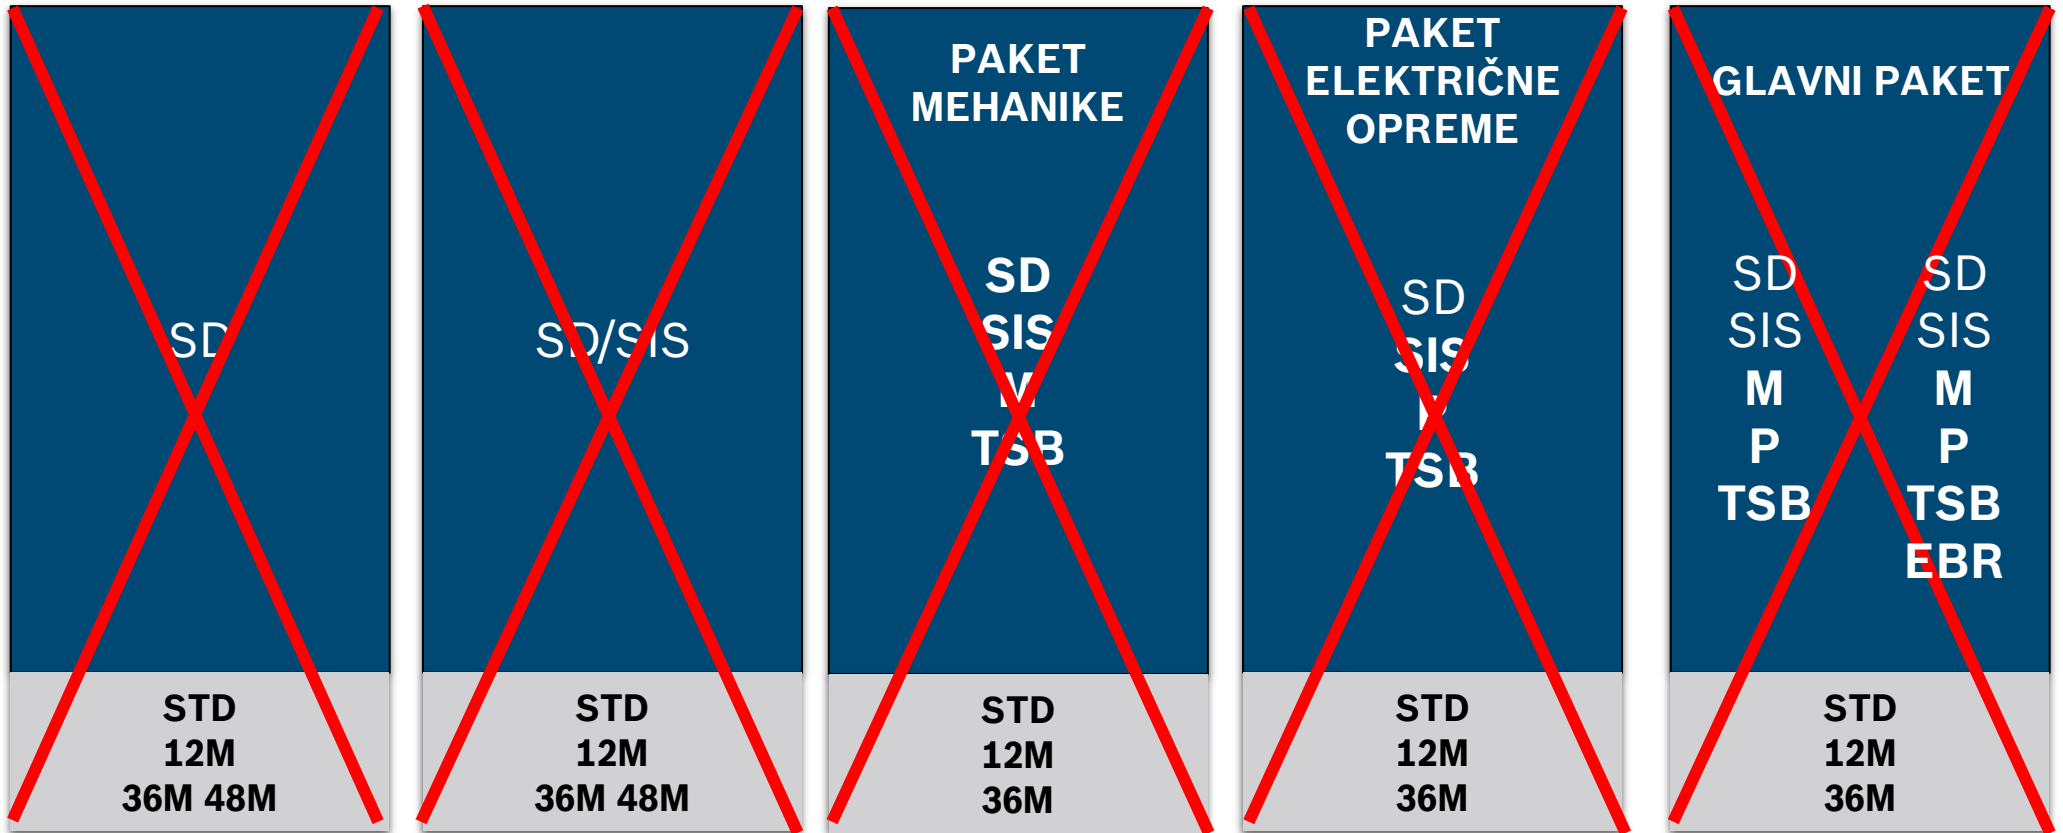 SD
STD
12M
36M 48M
SD/SIS
STD
12M
36M 48M
PAKET
MEHANIKE
SD
SIS
M
TSB
STD
12M
36M
PAKET
ELEKTRIČNE
OPREME
SD
SIS
P
TSB
STD
12M
36M
GLAVNI PAKET
SD
SIS
M
P
TSB
SD
SIS
M
P
TSB
EBR
STD
12M
36M